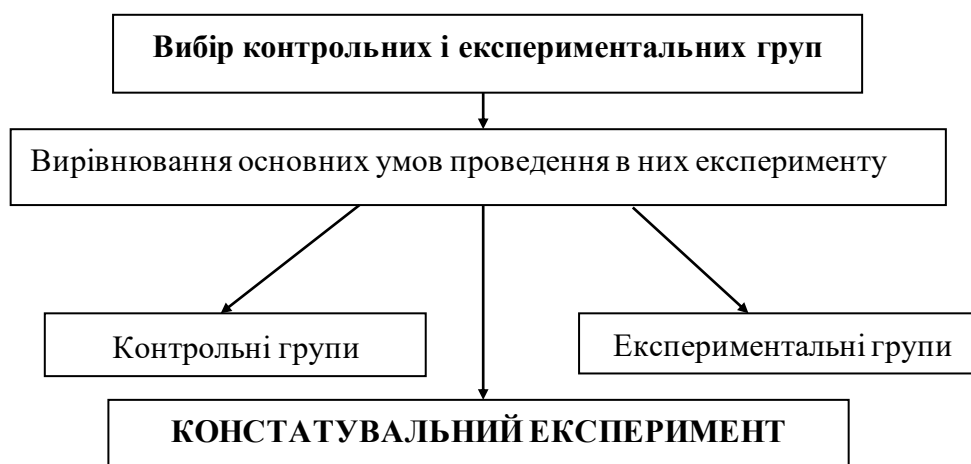 Вибір контрольних і експериментальних груп
Вирівнювання основних умов проведення в них експерименту
Контрольні групи
Експериментальні групи
КОНСТАТУВАЛЬНИЙ ЕКСПЕРИМЕНТ